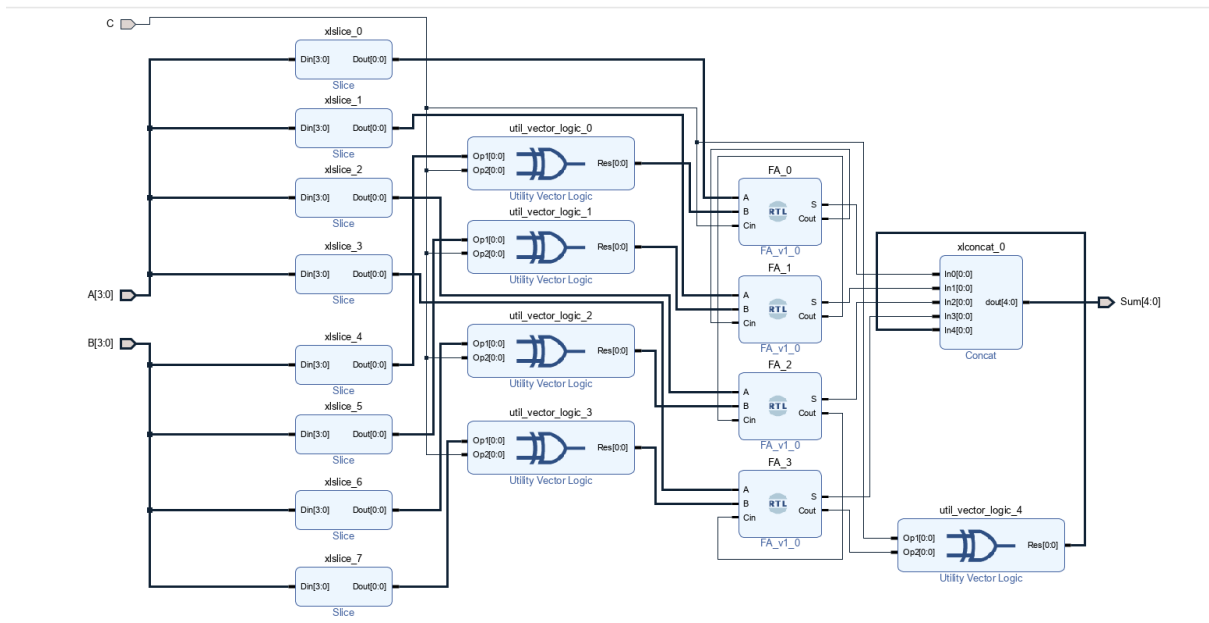 C
xlslice_0
Din[3:0] Dout[0:0]
Slice
xlslice_1
Din[3:0] Dout[0:0]
Slice
xlslice_2
Din[3:0] Dout[0:0]
Slice
xlslice_3
Din[3:0] Dout[0:0]
Slice
A[3:0]
B[3:0]
xlslice_4
Din[3:0] Dout[0:0]
Slice
xlslice_5
Din[3:0] Dout[0:0]
Slice
xlslice_6
Din[3:0] Dout[0:0]
Slice
xlslice_7
Din[3:0] Dout[0:0]
Slice
util_vector_logic_0
Op1[0:0]
Op2[0:0]
Res[0:0]
Utility Vector Logic
util_vector_logic_1
Op1[0:0]
Op2[0:0]
Res[0:0]
Utility Vector Logic
util_vector_logic_2
Op1[0:0]
Op2[0:0]
Res[0:0]
Utility Vector Logic
util_vector_logic_3
Op1[0:0]
Op2[0:0]
Res[0:0]
Utility Vector Logic
FA_0
A
B
Cin
RTL
S
Cout
FA_v1_0
FA_1
A
B
Cin
RTL
S
Cout
FA_v1_0
FA_2
A
B
Cin
RTL
S
Cout
FA_v1_0
FA_3
A
B
Cin
RTL
S
Cout
FA_v1_0
xlconcat_0
In0[0:0]
In1[0:0]
In2[0:0]
In3[0:0]
In4[0:0]
dout[4:0]
Concat
Sum[4:0]
util_vector_logic_4
Op1[0:0]
Op2[0:0]
Res[0:0]
Utility Vector Logic